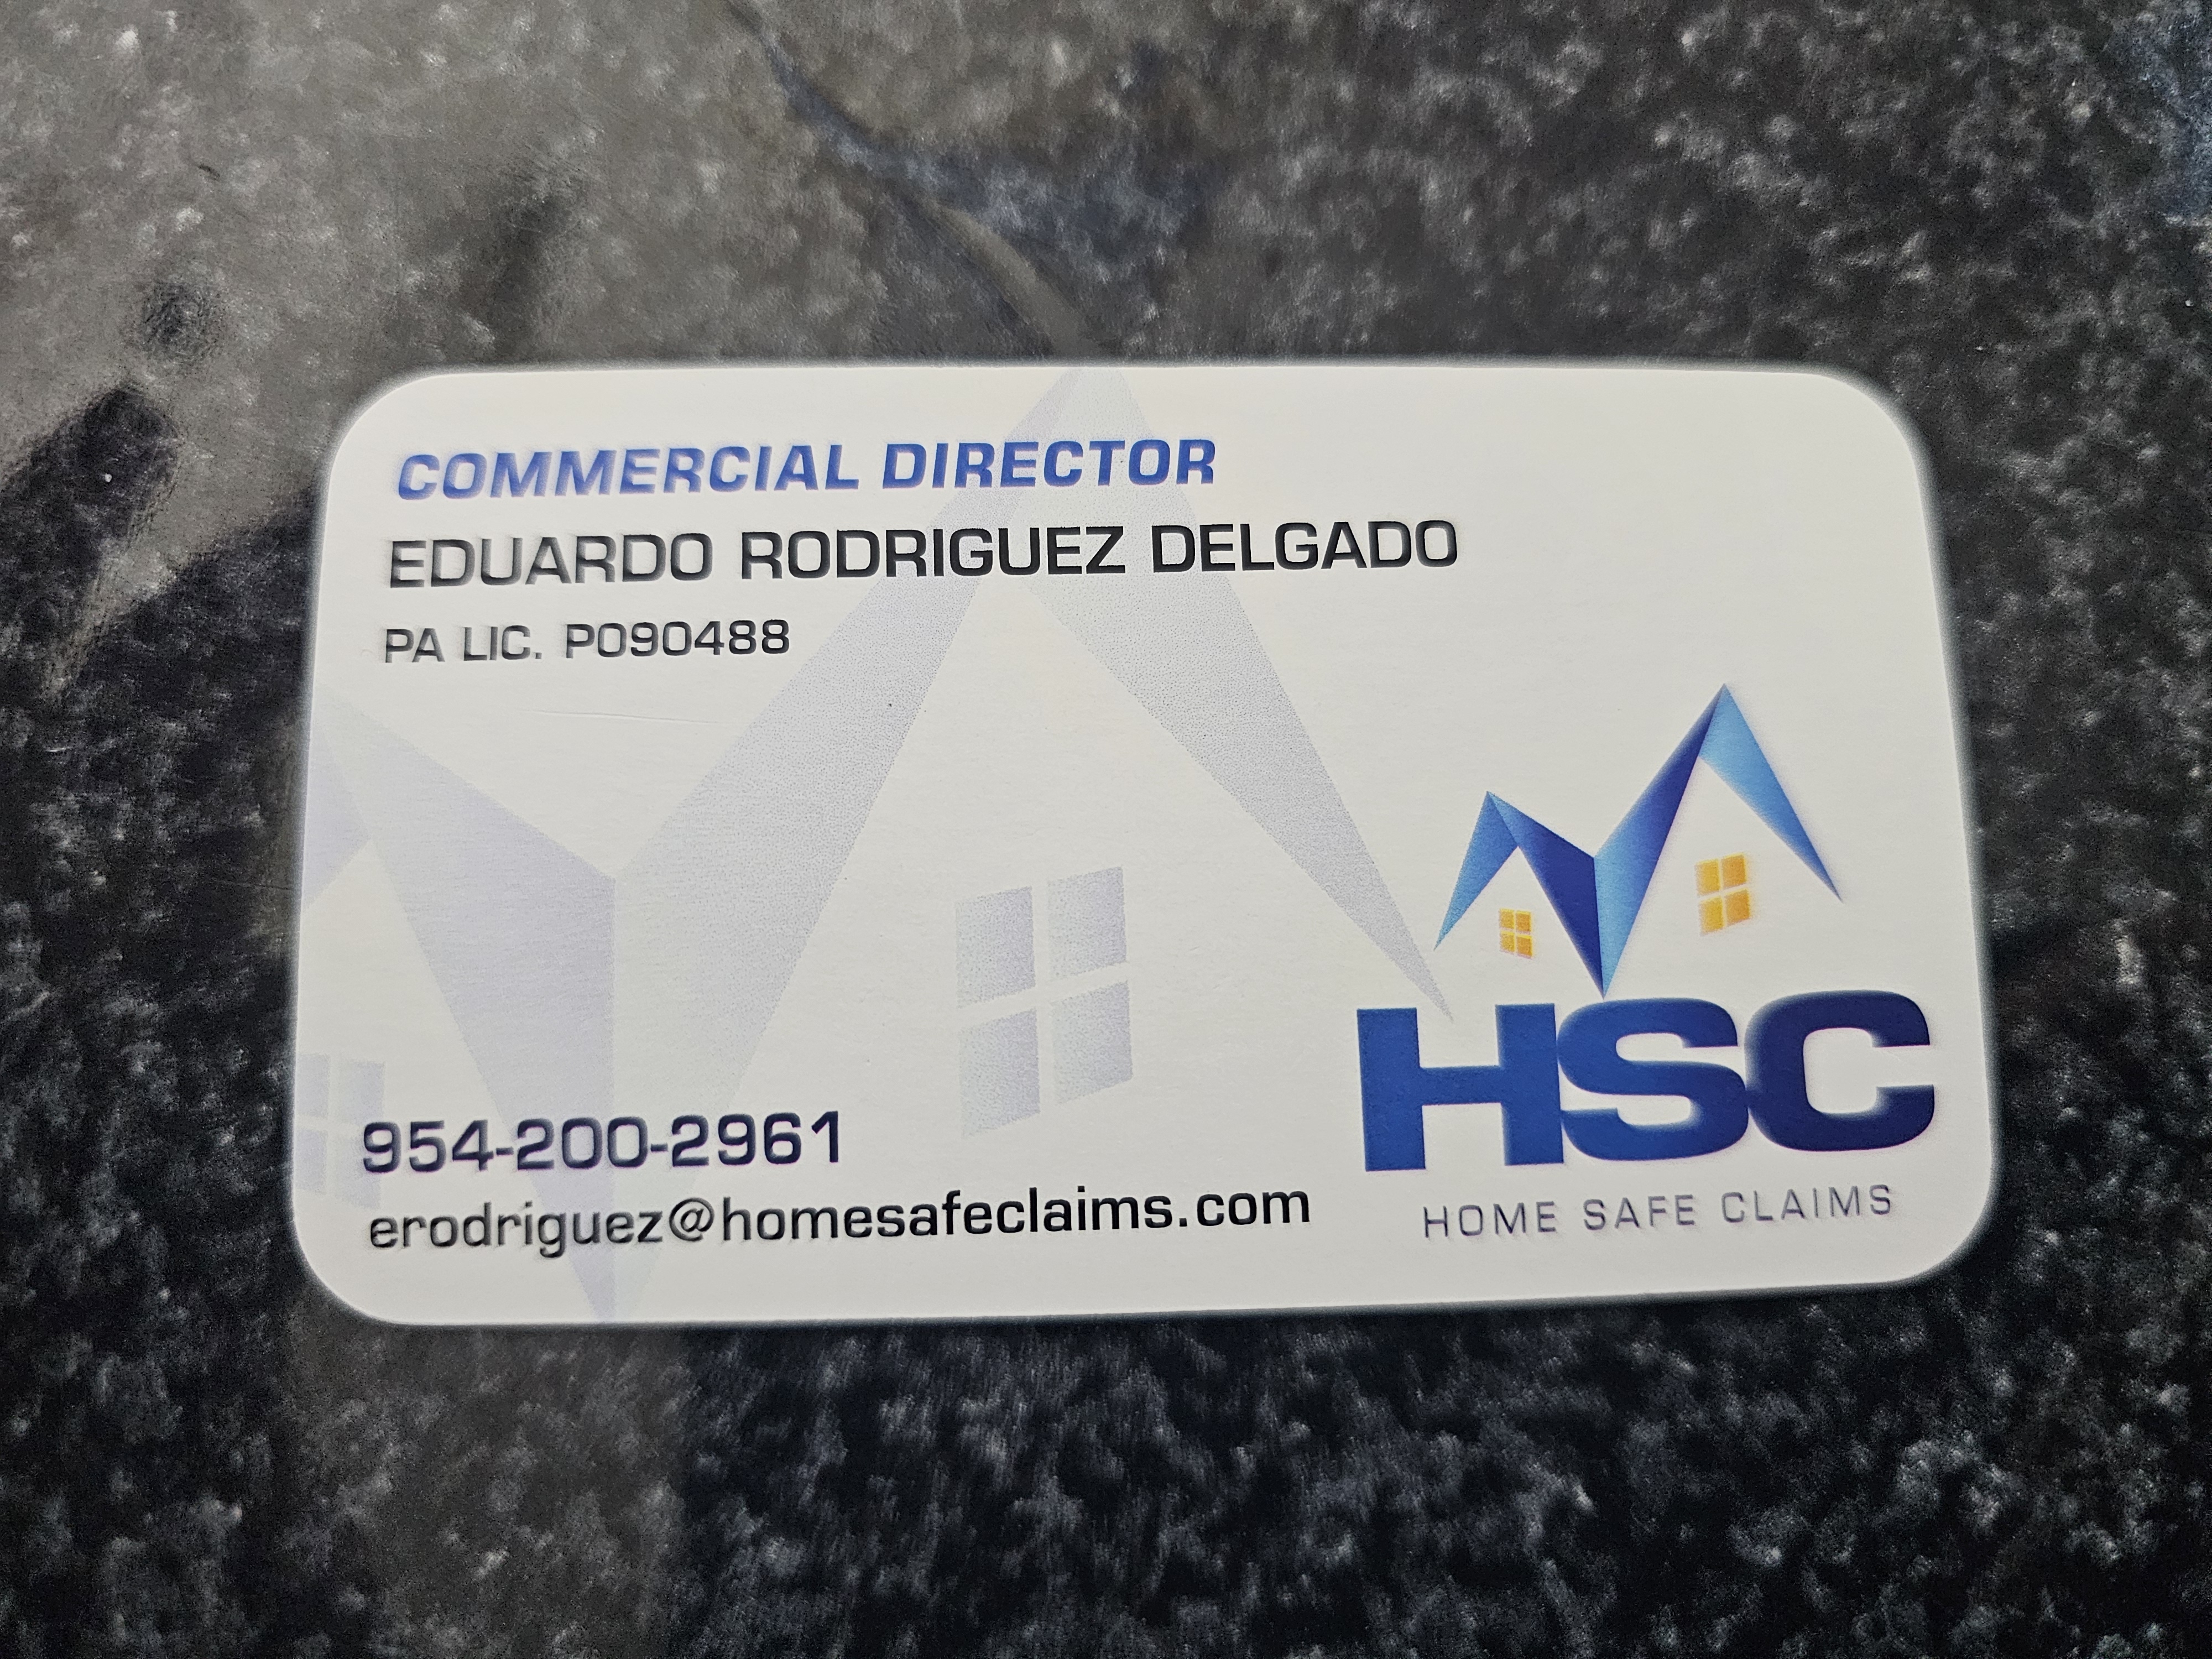 COMMERCIAL DIRECTOR
EDUARDO RODRIGUEZ DELGADO
PA LIC. P090488
954-200-2961
erodriguez@homesafeclaims.com
HSC
HOME SAFE CLAIMS